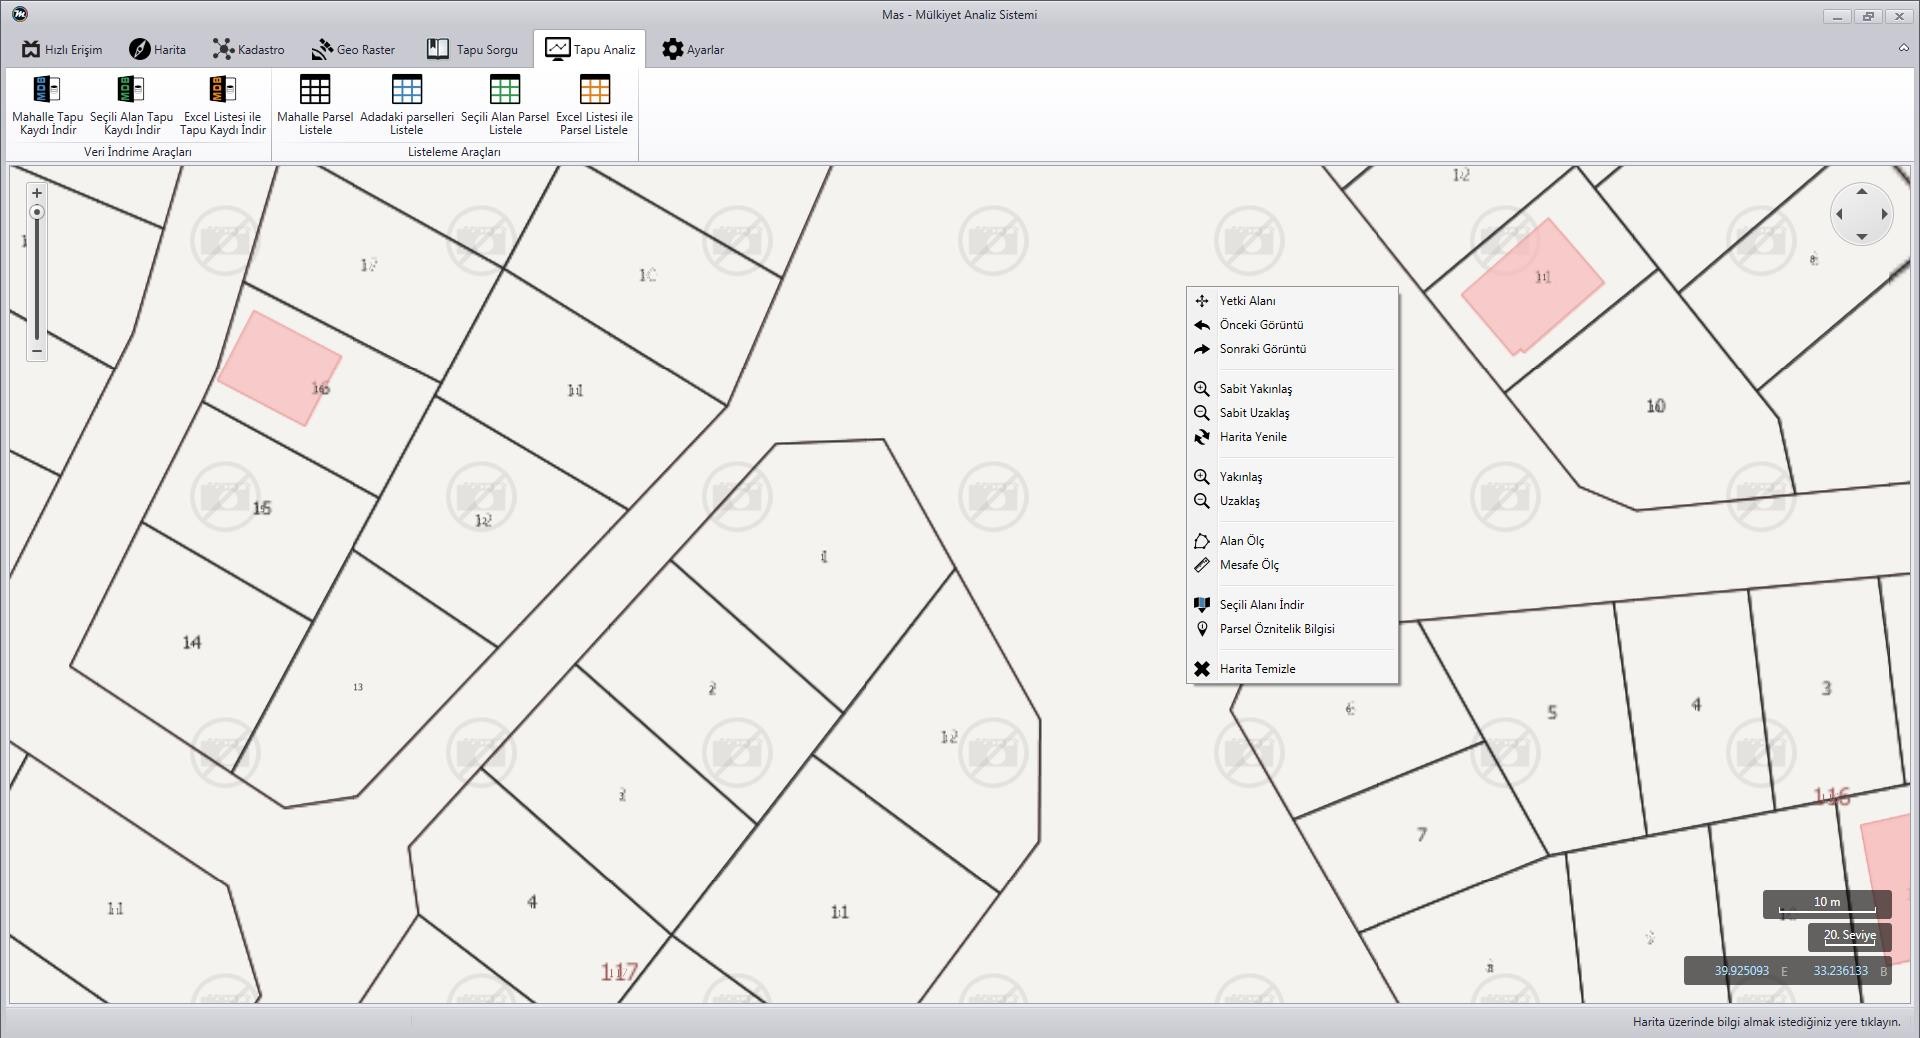 Mas - Mülkiyet Analiz Sistemi
Hızlı Erişim
Harita
Kadastro
Geo Raster
Tapu Sorgu
Tapu Analiz
Ayarlar
Mahalle Tapu
Kaydı İndir
Seçili Alan Tapu
Kaydı İndir
Excel Listesi ile
Tapu Kaydı İndir
Mahalle Parsel
Listele
Adadaki parselleri
Listele
Seçili Alan Parsel
Listele
Excel Listesi ile
Parsel Listele
Veri İndrime Araçları
Listeleme Araçları
MDB
MDB
MDB
12
8
11
10
17
10
16
11
15
12
14
13
1
2
12
3
4
11
117
11
Yetki Alanı
Önceki Görüntü
Sonraki Görüntü
Sabit Yakınlaş
Sabit Uzaklaş
Harita Yenile
Yakınlaş
Uzaklaş
Alan Ölç
Mesafe Ölç
Seçili Alanı İndir
Parsel Öznitelik Bilgisi
Harita Temizle
6
5
4
3
116
7
10 m
20. Seviye
39.925093 E 33.236133 B
Harita üzerinde bilgi almak istediğiniz yere tıklayın.